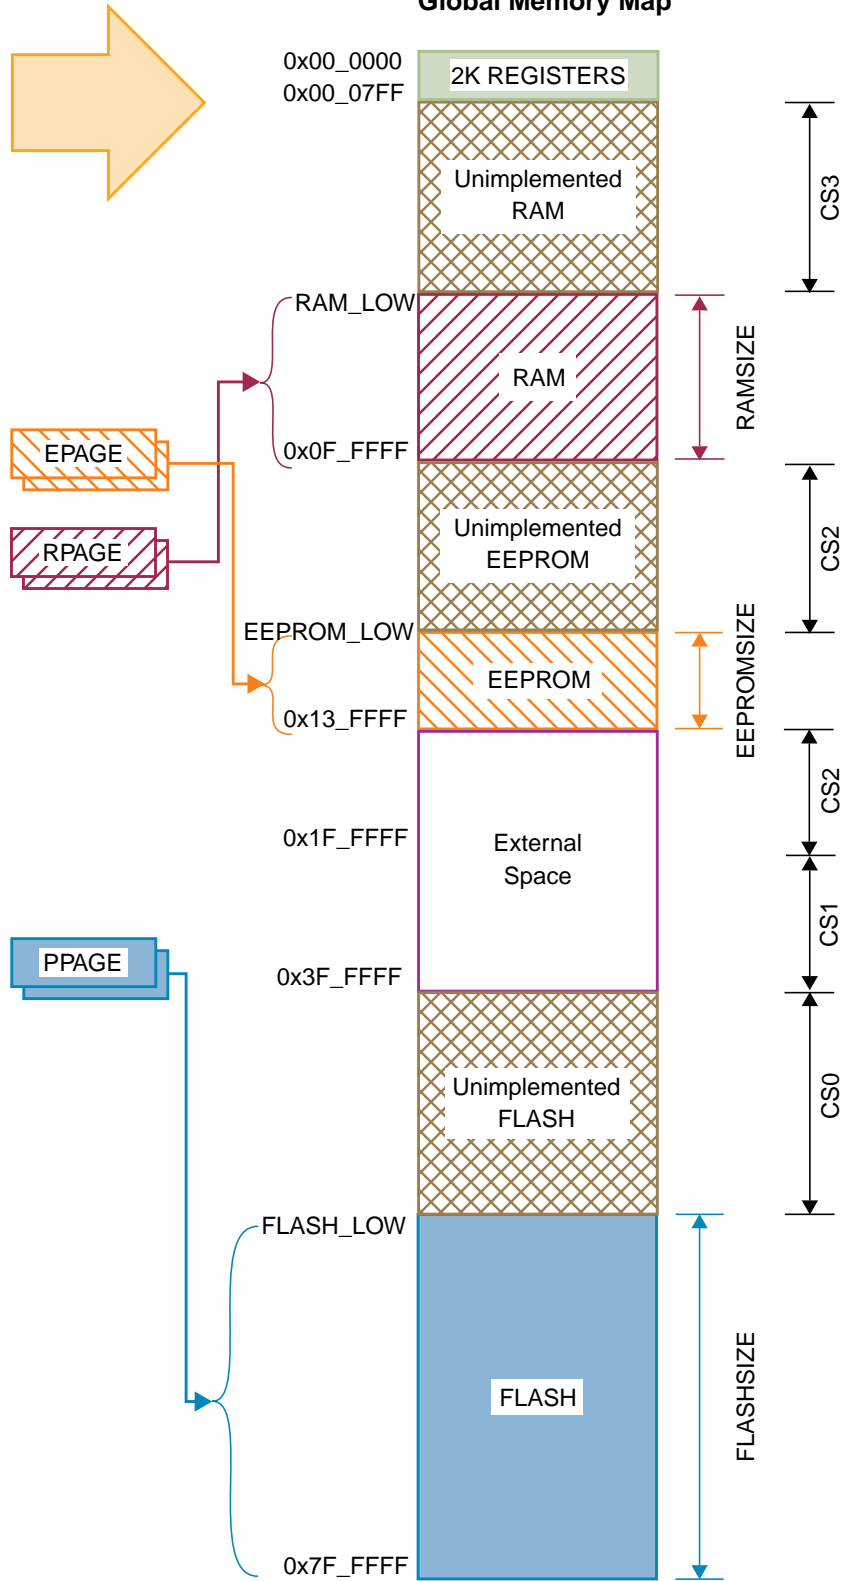 Global Memory Map
0x00_0000
2K REGISTERS
0x00_07FF
Unimplemented
RAM
CS3
RAM_LOW
RAM
RAMSIZE
0x0F_FFFF
EPAGE
RPAGE
Unimplemented
EEPROM
CS2
EEPROM_LOW
EEPROM
EEPROMSIZE
0x13_FFFF
CS2
0x1F_FFFF
External
Space
CS1
PPAGE
0x3F_FFFF
Unimplemented
FLASH
CS0
FLASH_LOW
FLASH
FLASHSIZE
0x7F_FFFF